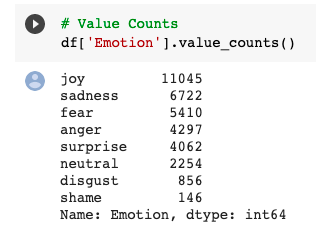 # Value Counts
df['Emotion'].value_counts()
joy 11045
sadness 6722
fear 5410
anger 4297
surprise 4062
neutral 2254
disgust 856
shame 146
Name: Emotion, dtype: int64